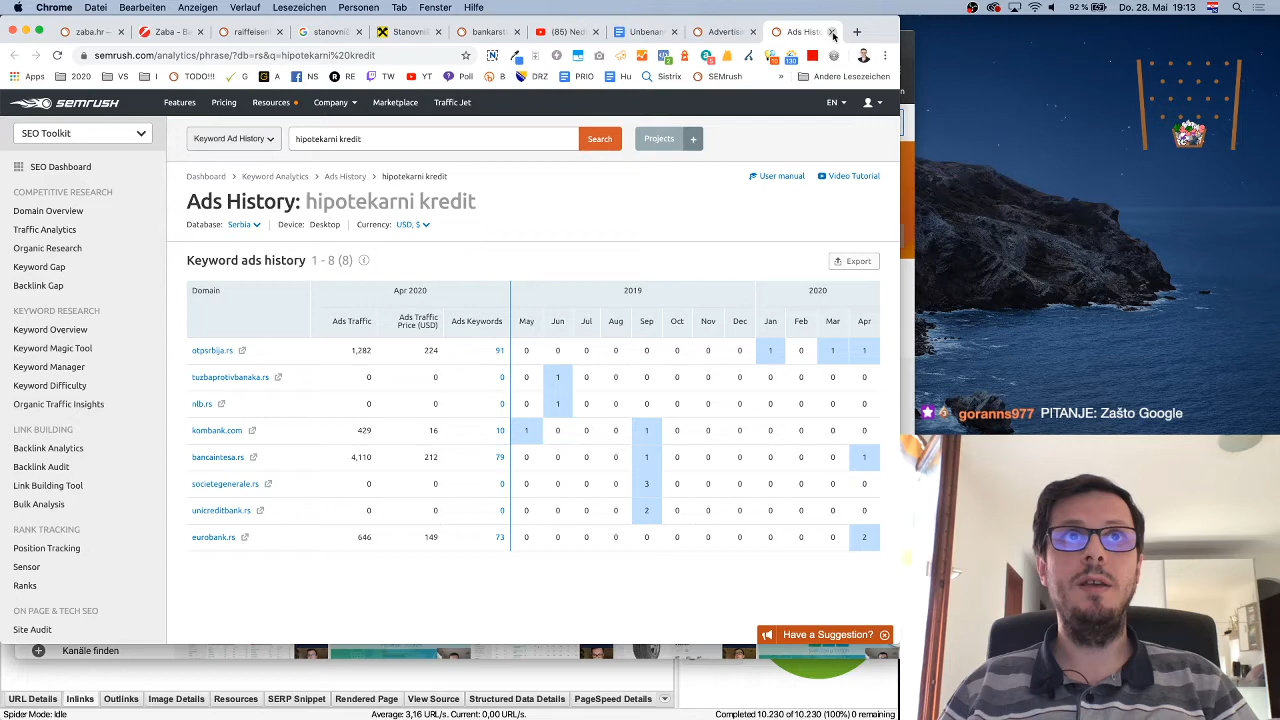 Chrome Datei Bearbeiten Anzeigen Verlauf Lesezeichen Personen Tab Fenster Hilfe 92 % Do. 28. Mai 19:13
zaba.hr – Zaba - B raiffeisen stanovni Stanovni bankarst (85) Ned Unbenann Advertise Ads Histo
semrush.com/analytics/phrase/?db=rs&q=hipotekarni%20kredit
Apps (V) (O) TODO!!! G A NFS R TW YT EX DRZ PRIO Hu Sistrix SEMrush » Andere Lesezeichen
SEMRUSH Features Pricing Resources Company Marketplace Traffic Jet EN
SEO Toolkit
Keyword Ad History hipotekarni kredit Search Projects +
SEO Dashboard
COMPETITIVE RESEARCH
Domain Overview
Traffic Analytics
Organic Research
Keyword Gap
Backlink Gap
KEYWORD RESEARCH
Keyword Overview
Keyword Magic Tool
Keyword Manager
Keyword Difficulty
Organic Traffic Insights
LINK BUILDING
Backlink Analytics
Backlink Audit
Link Building Tool
Bulk Analysis
RANK TRACKING
Position Tracking
Sensor
Ranks
ON PAGE & TECH SEO
Site Audit
Dashboard > Keyword Analytics > Ads History > hipotekarni kredit User manual Video Tutorial
Ads History: hipotekarni kredit
Database: Serbia Device: Desktop Currency: USD, $
Keyword ads history 1 - 8 (8) Export
Domain Apr 2020 2019 2020
Ads Traffic Ads Traffic Price (USD) Ads Keywords May Jun Jul Aug Sep Oct Nov Dec Jan Feb Mar Apr
otpsrbija.rs 1,282 224 91 0 0 0 0 0 0 0 0 1 0 1 1
tuzbaprotivbanaka.rs 0 0 0 0 1 0 0 0 0 0 0 0 0 0 0
nlb.rs 0 0 0 0 1 0 0 0 0 0 0 0 0 0 0
kombank.com 429 16 10 1 0 0 0 1 0 0 0 0 0 0 0
bancaintesa.rs 4,110 212 79 0 0 0 0 1 0 0 0 0 0 0 1
societegenerale.rs 0 0 0 0 0 0 0 3 0 0 0 0 0 0 0
unicreditbank.rs 0 0 0 0 0 0 0 2 0 0 0 0 0 0 0
eurobank.rs 646 149 73 0 0 0 0 0 0 0 0 0 0 0 2
Have a Suggestion?
goranns977 PITANJE: Zašto Google
Kanäle finden
URL Details Inlinks Outlinks Image Details Resources SERP Snippet Rendered Page View Source Structured Data Details PageSpeed Details
Spider Mode: Idle Average: 3,16 URL/s. Current: 0,00 URL/s. Completed 10.230 of 10.230 (100%) 0 remaining